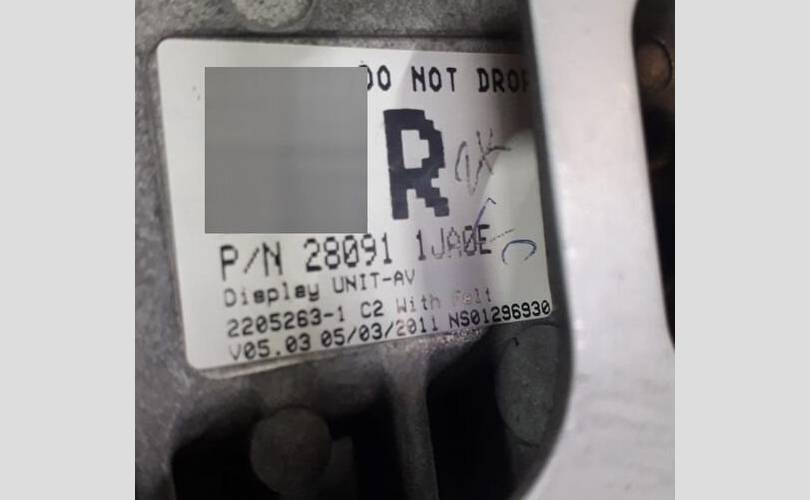 DO NOT DROP
R
P/N 28091 1JA0E
Display UNIT-AV
2205263-1 C2 With Felt
V05.03 05/03/2011 NS01296930